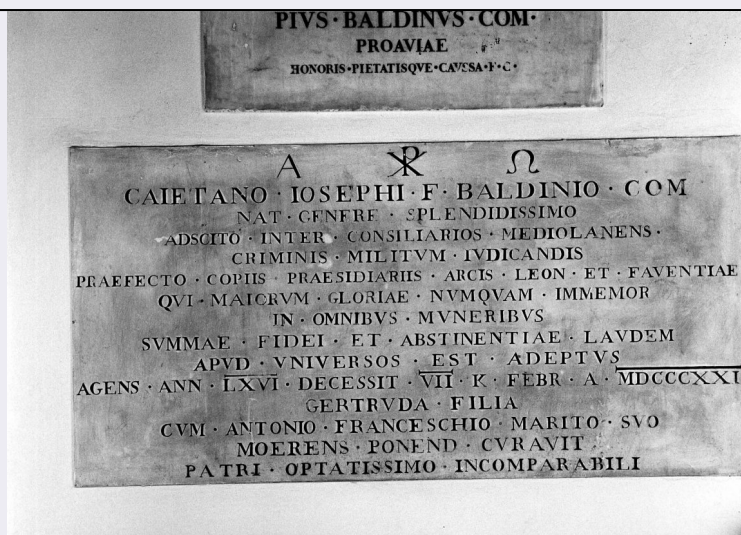 PIVS · BALDINVS · COM ·
PROAVIAE
HONORIS · PIETATISQVE · CAVESA · F · C ·
Α ☧ Ω
CAIETANO · IOSEPHI · F · BALDINIO · COM
NAT · GENERE · SPLENDIDISSIMO
ADSCITO · INTER · CONSILIARIOS · MEDIOLANENS ·
CRIMINIS · MILITVM · IVDICANDIS
PRAEFECTO · COPIIS · PRAESIDIARIIS · ARCIS · LEON · ET · FAVENTIAE
QVI · MAIORVM · GLORIAE · NVMQVAM · IMMEMOR
IN · OMNIBVS · MVNERIBVS
SVMMAE · FIDEI · ET · ABSTINENTIAE · LAVDEM
APVD · VNIVERSOS · EST · ADEPTVS
AGENS · ANN · LXVI · DECESSIT · VII · K · FEBR · A · MDCCCXXI
GERTRVDA · FILIA
CVM · ANTONIO · FRANCESCHIO · MARITO · SVO
MOERENS · PONEND · CVRAVIT
PATRI · OPTATISSIMO · INCOMPARABILI